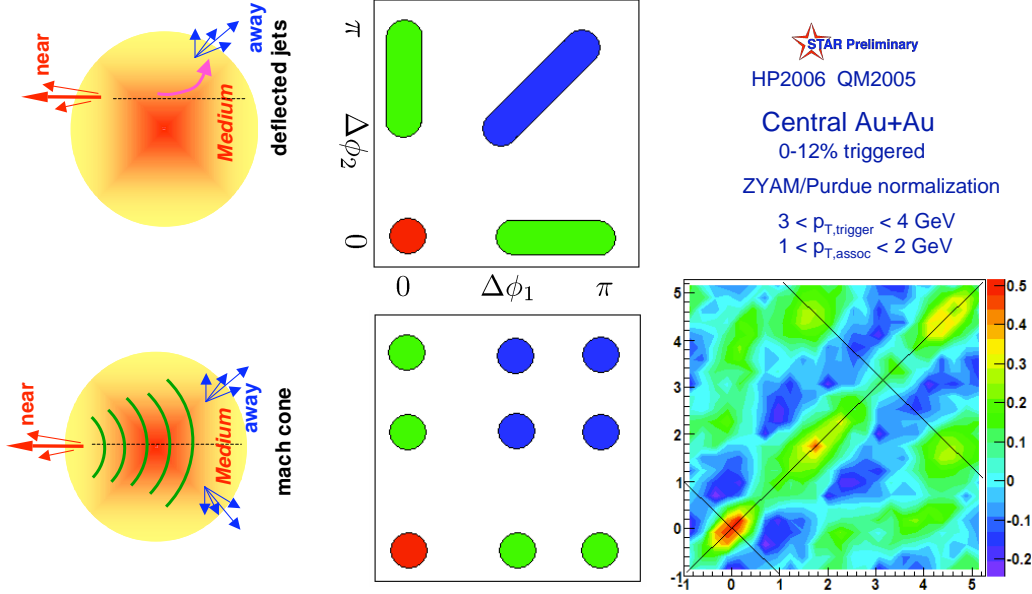 near
away
Medium
deflected jets
π
Δϕ₂
0
0
Δϕ₁
π
STAR Preliminary
HP2006 QM2005
Central Au+Au
0-12% triggered
ZYAM/Purdue normalization
3 < p_T,trigger < 4 GeV
1 < p_T,assoc < 2 GeV
near
away
Medium
mach cone
5
4
3
2
1
0
-1
-1
0
1
2
3
4
5
0.5
0.4
0.3
0.2
0.1
0
-0.1
-0.2